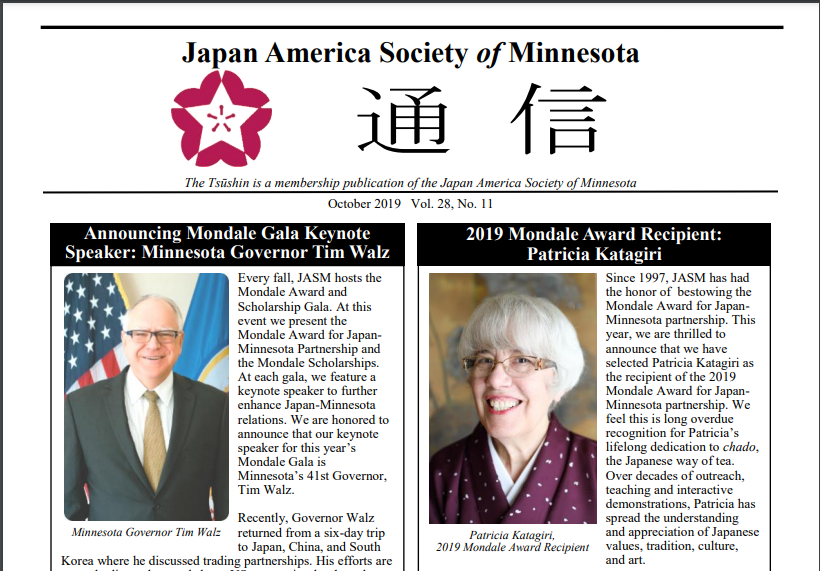 Japan America Society of Minnesota
通信
The Tsūshin is a membership publication of the Japan America Society of Minnesota
October 2019 Vol. 28, No. 11
Announcing Mondale Gala Keynote
Speaker: Minnesota Governor Tim Walz
Every fall, JASM hosts the
Mondale Award and
Scholarship Gala. At this
event we present the
Mondale Award for Japan-
Minnesota Partnership and
the Mondale Scholarships.
At each gala, we feature a
keynote speaker to further
enhance Japan-Minnesota
relations. We are honored to
announce that our keynote
speaker for this year's
Mondale Gala is
Minnesota's 41st Governor,
Tim Walz.
Minnesota Governor Tim Walz
Recently, Governor Walz
returned from a six-day trip
to Japan, China, and South
Korea where he discussed trading partnerships. His efforts are
2019 Mondale Award Recipient:
Patricia Katagiri
Since 1997, JASM has had
the honor of bestowing the
Mondale Award for Japan-
Minnesota partnership. This
year, we are thrilled to
announce that we have
selected Patricia Katagiri as
the recipient of the 2019
Mondale Award for Japan-
Minnesota partnership. We
feel this is long overdue
recognition for Patricia's
lifelong dedication to chado,
the Japanese way of tea.
Over decades of outreach,
teaching and interactive
demonstrations, Patricia has
spread the understanding
and appreciation of Japanese
values, tradition, culture,
and art.
Patricia Katagiri,
2019 Mondale Award Recipient